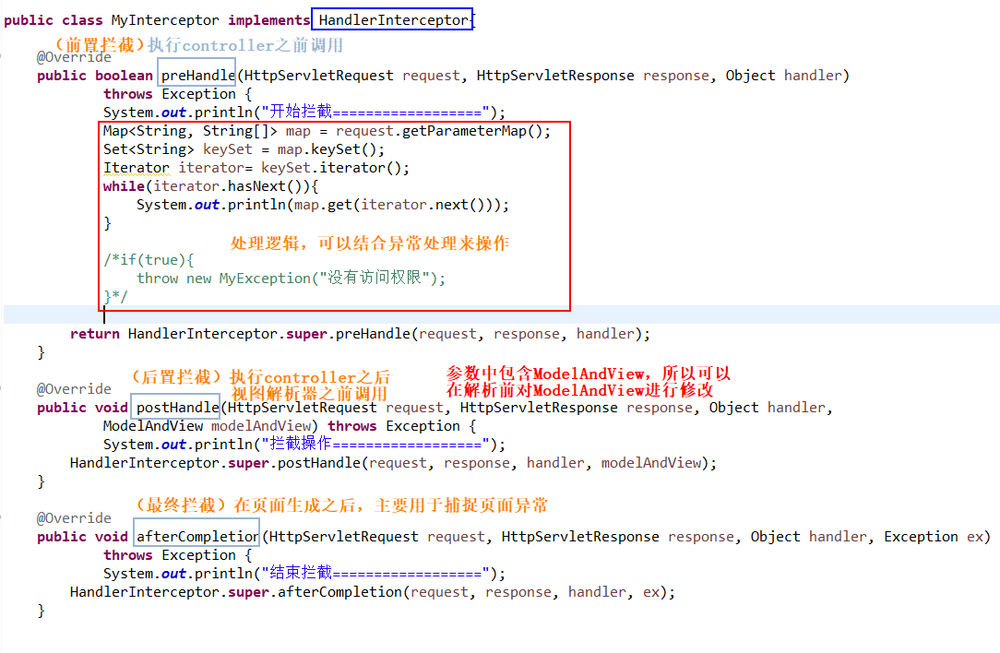 public class MyInterceptor implements HandlerInterceptor{
（前置拦截）执行controller之前调用
@Override
public boolean preHandle(HttpServletRequest request, HttpServletResponse response, Object handler)
throws Exception {
System.out.println("开始拦截==================");
Map<String, String[]> map = request.getParameterMap();
Set<String> keySet = map.keySet();
Iterator iterator= keySet.iterator();
while(iterator.hasNext()){
System.out.println(map.get(iterator.next()));
}
处理逻辑，可以结合异常处理来操作
/*if(true){
throw new MyException("没有访问权限");
}*/
return HandlerInterceptor.super.preHandle(request, response, handler);
}
（后置拦截）执行controller之后
视图解析器之前调用
参数中包含ModelAndView，所以可以
在解析前对ModelAndView进行修改
@Override
public void postHandle(HttpServletRequest request, HttpServletResponse response, Object handler,
ModelAndView modelAndView) throws Exception {
System.out.println("拦截操作==================");
HandlerInterceptor.super.postHandle(request, response, handler, modelAndView);
}
（最终拦截）在页面生成之后，主要用于捕捉页面异常
@Override
public void afterCompletion(HttpServletRequest request, HttpServletResponse response, Object handler, Exception ex)
throws Exception {
System.out.println("结束拦截==================");
HandlerInterceptor.super.afterCompletion(request, response, handler, ex);
}